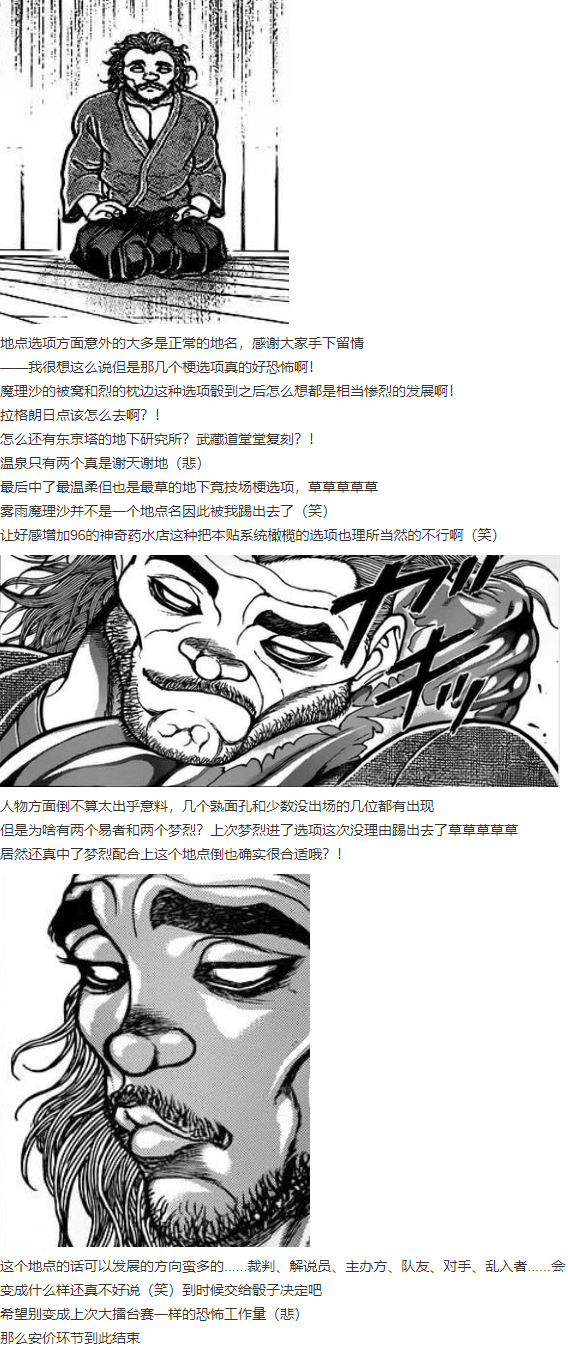 地点选项方面意外的大多是正常的地名，感谢大家手下留情
——我很想这么说但是那几个梗选项真的好恐怖啊！
魔理沙的被窝和烈的枕边这种选项骰到之后怎么想都是相当惨烈的发展啊！
拉格朗日点该怎么去啊？！
怎么还有东京塔的地下研究所？武藏道堂堂复刻？！
温泉只有两个真是谢天谢地（悲）
最后中了最温柔但也是最草的地下竞技场梗选项，草草草草草
雾雨魔理沙并不是一个地点名因此被我踢出去了（笑）
让好感增加96的神奇药水店这种把本贴系统橄榄的选项也理所当然的不行啊（笑）
ガッ
キッ
人物方面倒不算太出乎意料，几个熟面孔和少数没出场的几位都有出现
但是为啥有两个易者和两个梦烈？上次梦烈进了选项这次没理由踢出去了草草草草草
居然还真中了梦烈配合上这个地点倒也确实很合适哦？！
这个地点的话可以发展的方向蛮多的……裁判、解说员、主办方、队友、对手、乱入者……会
变成什么样还真不好说（笑）到时候交给骰子决定吧
希望别变成上次大擂台赛一样的恐怖工作量（悲）
那么安价环节到此结束